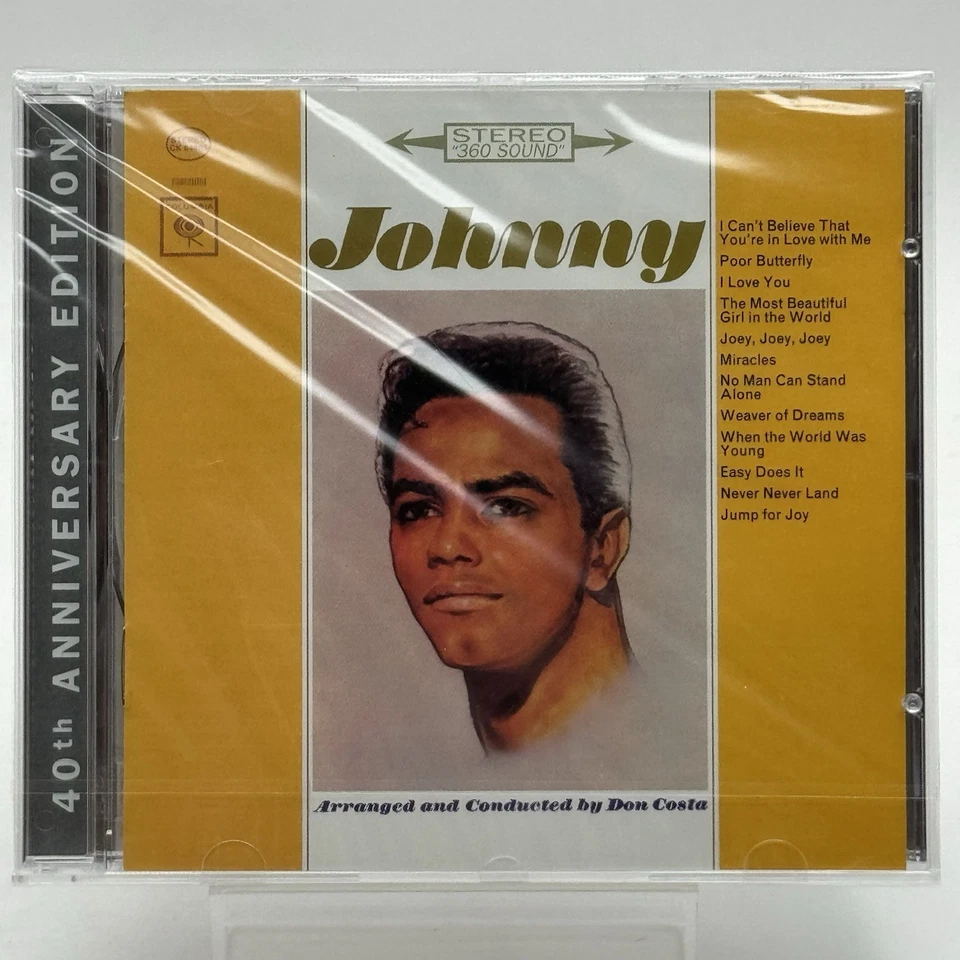 40th ANNIVERSARY EDITION
STEREO
COLUMBIA
STEREO
"360 SOUND"
Johnny
I Can't Believe That
You're in Love with Me
Poor Butterfly
I Love You
The Most Beautiful
Girl in the World
Joey, Joey, Joey
Miracles
No Man Can Stand
Alone
Weaver of Dreams
When the World Was
Young
Easy Does It
Never Never Land
Jump for Joy
Arranged and Conducted by Don Costa